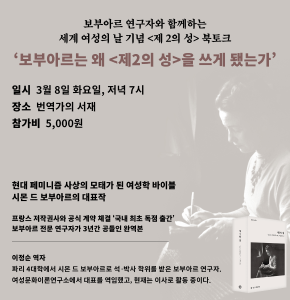 보부아르 연구자와 함께하는
세계 여성의 날 기념 <제 2의 성> 북토크
‘보부아르는 왜 <제2의 성>을 쓰게 됐는가’
일시 3월 8일 화요일, 저녁 7시
장소 번역가의 서재
참가비 5,000원
현대 페미니즘 사상의 모태가 된 여성학 바이블
시몬 드 보부아르의 대표작
프랑스 저작권사와 공식 계약 체결 ‘국내 최초 독점 출간’
보부아르 전문 연구자가 3년간 공들인 완역본
이정순 역자
파리 4대학에서 시몬 드 보부아르로 석·박사 학위를 받은 보부아르 연구자.
여성문화이론연구소에서 대표를 역임했고, 현재는 이사로 활동 중이다.